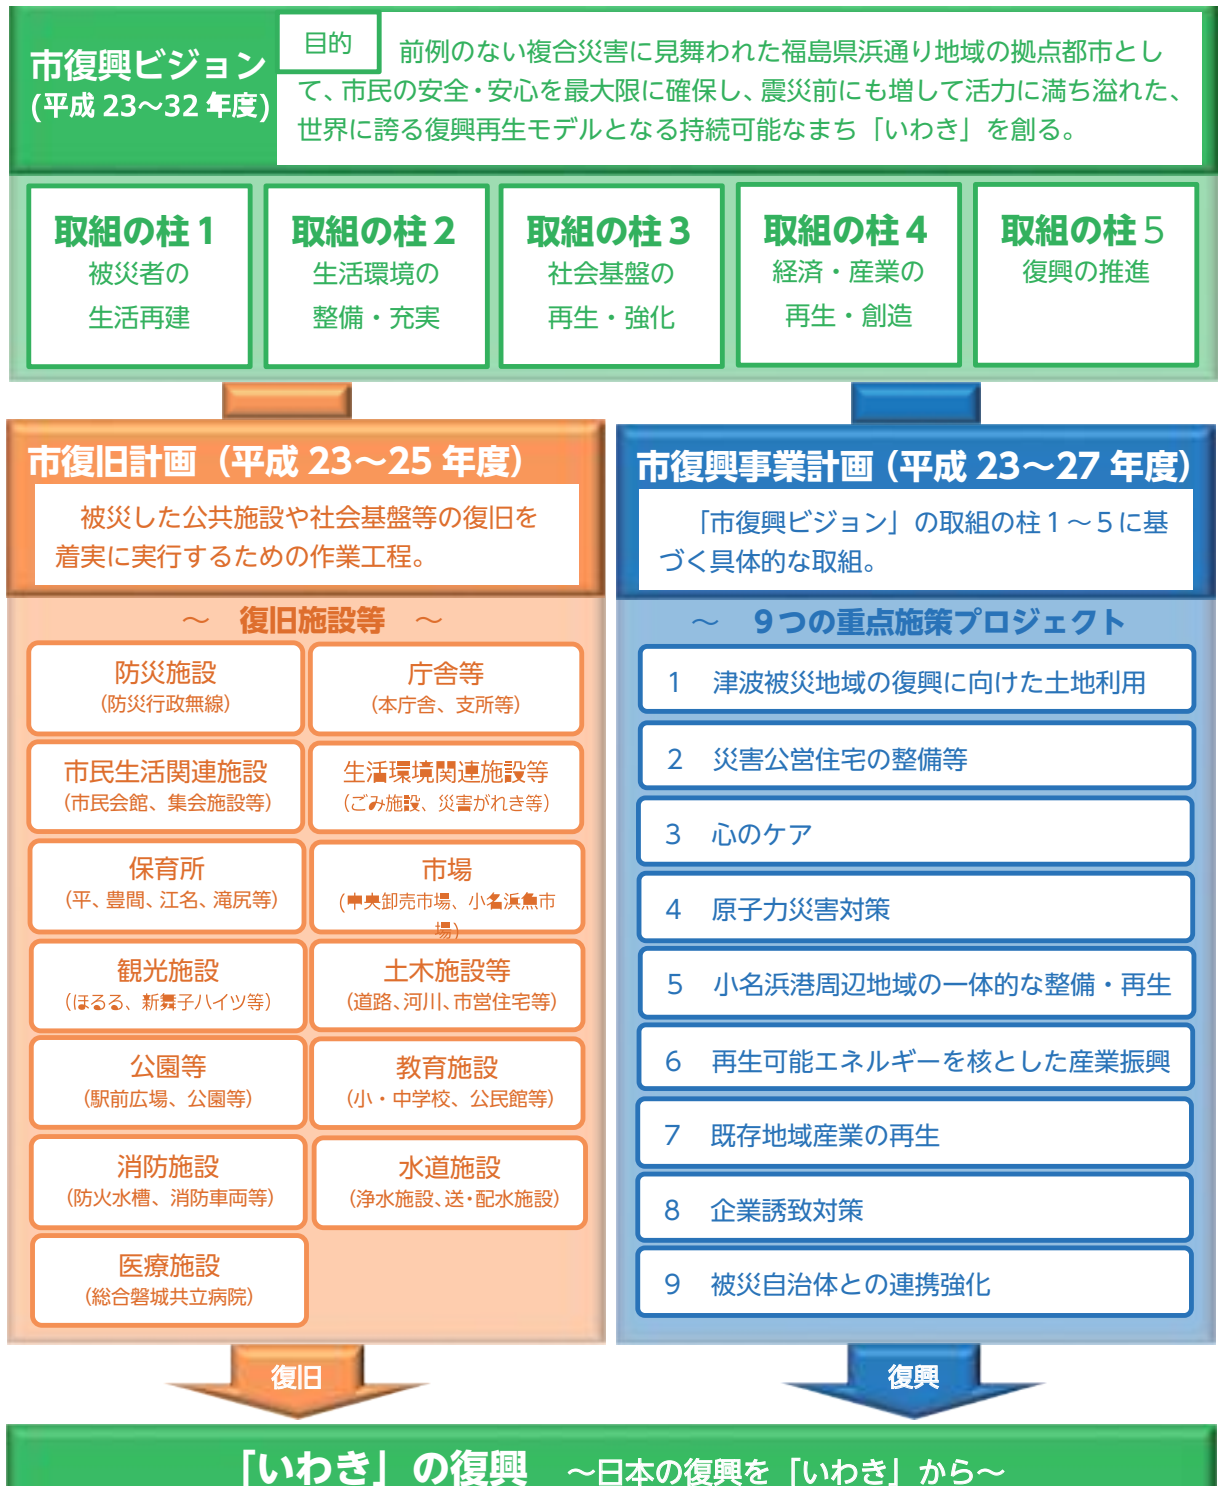 市復興ビジョン
(平成 23～32 年度)
目的
前例のない複合災害に見舞われた福島県浜通り地域の拠点都市とし
て、市民の安全・安心を最大限に確保し、震災前にも増して活力に満ち溢れた、
世界に誇る復興再生モデルとなる持続可能なまち「いわき」を創る。
取組の柱1
被災者の
生活再建
取組の柱2
生活環境の
整備・充実
取組の柱3
社会基盤の
再生・強化
取組の柱4
経済・産業の
再生・創造
取組の柱5
復興の推進
市復旧計画（平成 23～25 年度）
被災した公共施設や社会基盤等の復旧を
着実に実行するための作業工程。
～ 復旧施設等 ～
防災施設
（防災行政無線）
庁舎等
（本庁舎、支所等）
市民生活関連施設
（市民会館、集会施設等）
生活環境関連施設等
（ごみ施設、災害がれき等）
保育所
（平、豊間、江名、滝尻等）
市場
（中央卸売市場、小名浜魚市
場）
観光施設
（ほるる、新舞子ハイツ等）
土木施設等
（道路、河川、市営住宅等）
公園等
（駅前広場、公園等）
教育施設
（小・中学校、公民館等）
消防施設
（防火水槽、消防車両等）
水道施設
（浄水施設、送・配水施設）
医療施設
（総合磐城共立病院）
復旧
市復興事業計画（平成 23～27 年度）
「市復興ビジョン」の取組の柱1～5に基
づく具体的な取組。
～ 9つの重点施策プロジェクト
1 津波被災地域の復興に向けた土地利用
2 災害公営住宅の整備等
3 心のケア
4 原子力災害対策
5 小名浜港周辺地域の一体的な整備・再生
6 再生可能エネルギーを核とした産業振興
7 既存地域産業の再生
8 企業誘致対策
9 被災自治体との連携強化
復興
「いわき」の復興 ～日本の復興を「いわき」から～